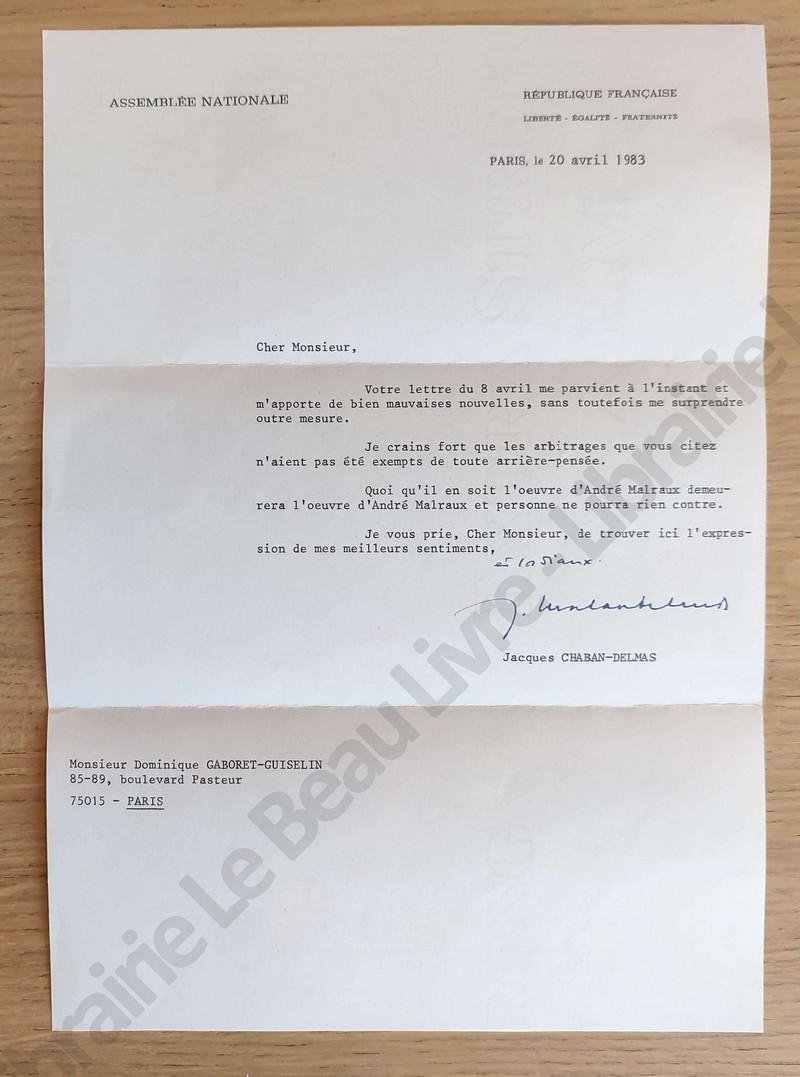 ASSEMBLÉE NATIONALE
RÉPUBLIQUE FRANÇAISE
LIBERTÉ - ÉGALITÉ - FRATERNITÉ
PARIS, le 20 avril 1983
Cher Monsieur,
Votre lettre du 8 avril me parvient à l'instant et
m'apporte de bien mauvaises nouvelles, sans toutefois me surprendre
outre mesure.
Je crains fort que les arbitrages que vous citez
n'aient pas été exempts de toute arrière-pensée.
Quoi qu'il en soit l'oeuvre d'André Malraux demeu-
rera l'oeuvre d'André Malraux et personne ne pourra rien contre.
Je vous prie, Cher Monsieur, de trouver ici l'expres-
sion de mes meilleurs sentiments,
et
Jacques CHABAN-DELMAS
Monsieur Dominique GABORET-GUISELIN
85-89, boulevard Pasteur
75015 - PARIS
Librairie Le Beau Livre - Librairie